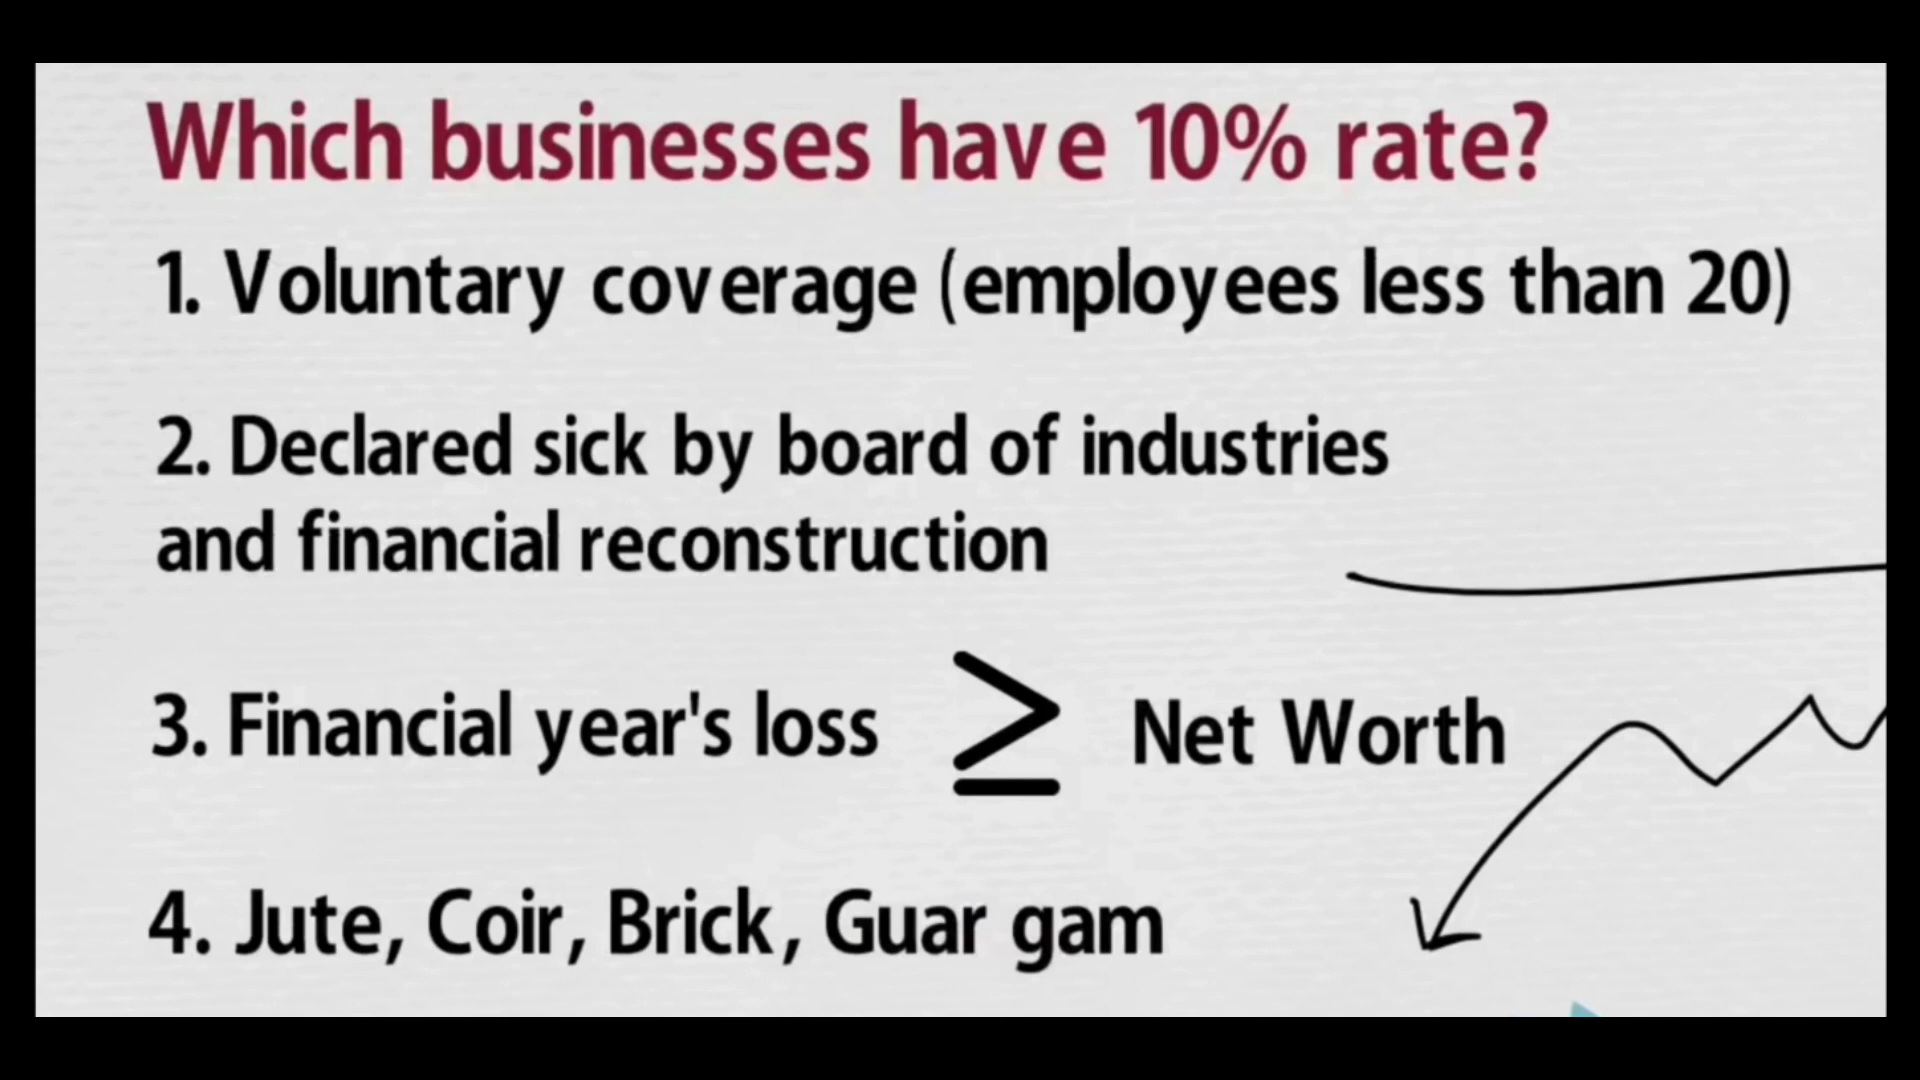 Which businesses have 10% rate?
1. Voluntary coverage (employees less than 20)
2. Declared sick by board of industries
and financial reconstruction
3. Financial year's loss ≥ Net Worth
4. Jute, Coir, Brick, Guar gam